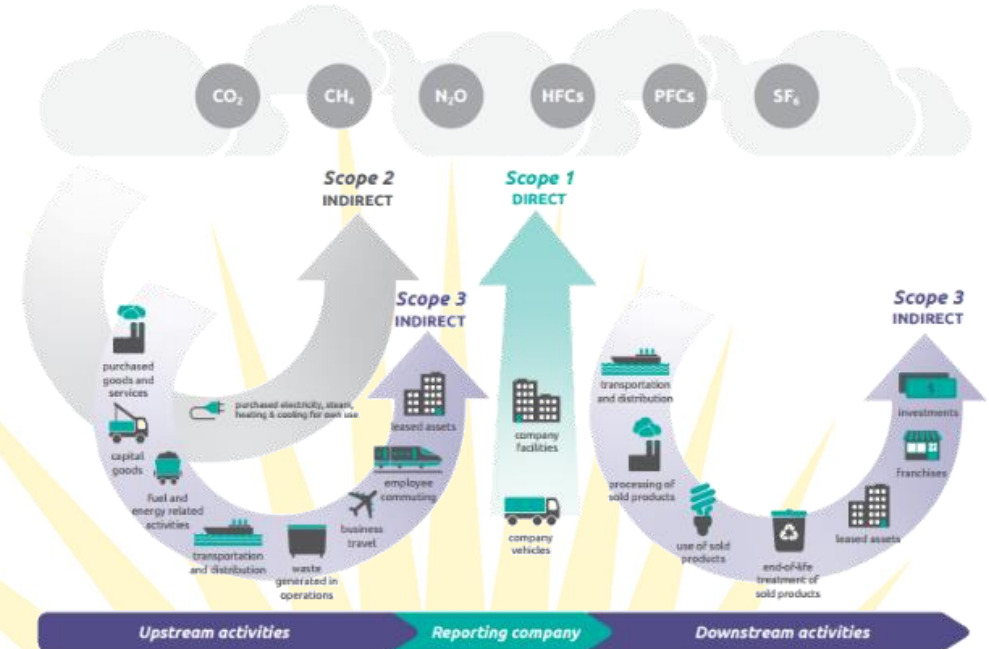 CO₂
CH₄
N₂O
HFCs
PFCs
SF₆
Scope 2
INDIRECT
Scope 1
DIRECT
Scope 3
INDIRECT
Scope 3
INDIRECT
purchased
goods and
services
capital
goods
fuel and
energy related
activities
transportation
and distribution
waste
generated in
operations
business
travel
employee
commuting
leased assets
purchased electricity, steam,
heating & cooling for own use
company
facilities
company
vehicles
transportation
and distribution
processing of
sold products
use of sold
products
end-of-life
treatment of
sold products
leased assets
franchises
$
investments
Upstream activities
Reporting company
Downstream activities